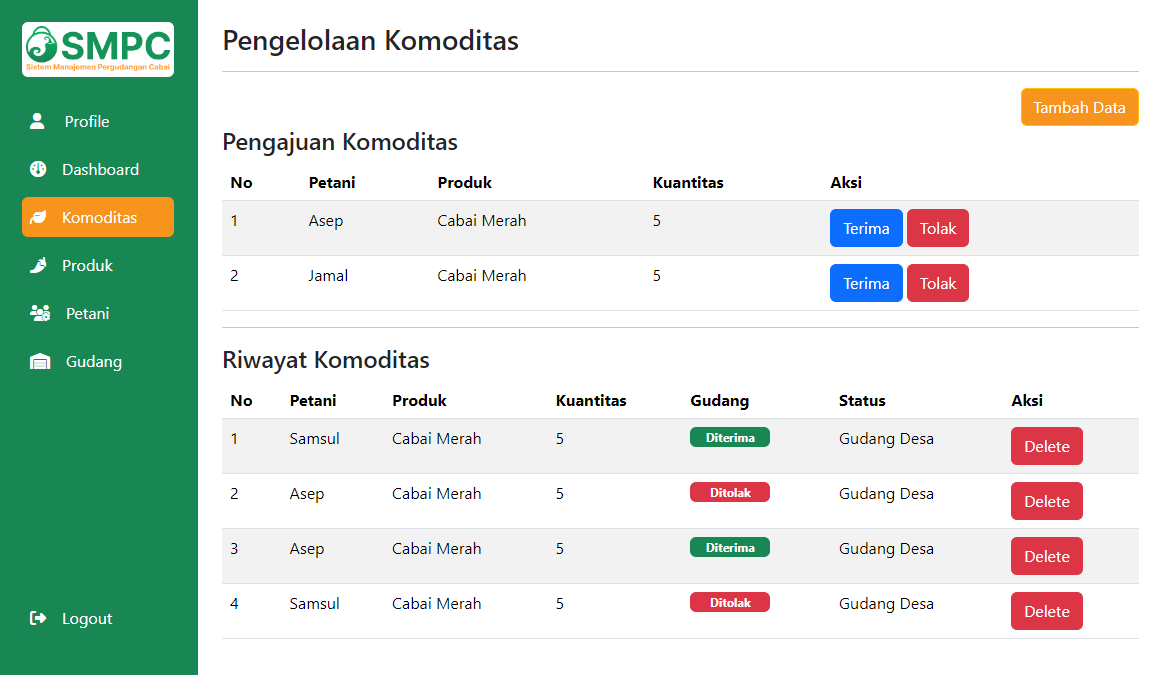 SMPC
Sistem Manajemen Pergudangan Cabai
Profile
Dashboard
Komoditas
Produk
Petani
Gudang
Logout
Pengelolaan Komoditas
Tambah Data
Pengajuan Komoditas
No Petani Produk Kuantitas Aksi
1 Asep Cabai Merah 5 Terima Tolak
2 Jamal Cabai Merah 5 Terima Tolak
Riwayat Komoditas
No Petani Produk Kuantitas Gudang Status Aksi
1 Samsul Cabai Merah 5 Diterima Gudang Desa Delete
2 Asep Cabai Merah 5 Ditolak Gudang Desa Delete
3 Asep Cabai Merah 5 Diterima Gudang Desa Delete
4 Samsul Cabai Merah 5 Ditolak Gudang Desa Delete